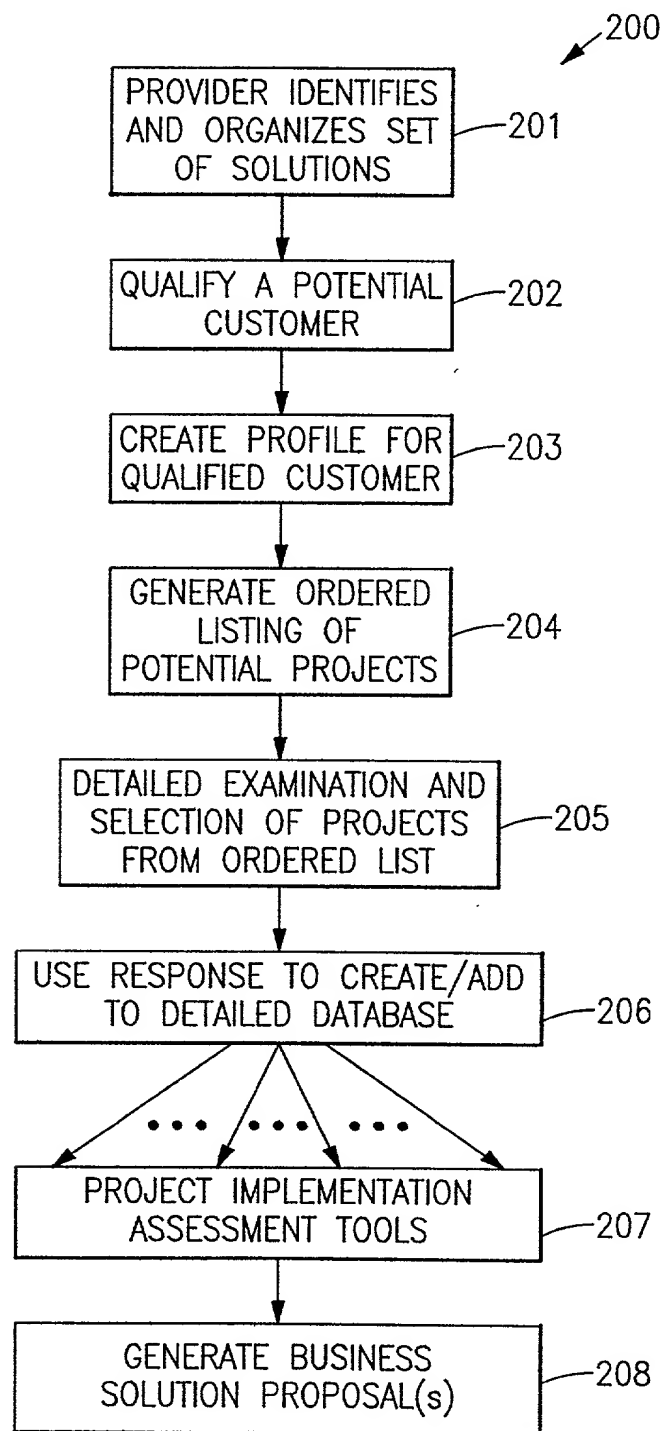 200
PROVIDER IDENTIFIES
AND ORGANIZES SET
OF SOLUTIONS
201
QUALIFY A POTENTIAL
CUSTOMER
202
CREATE PROFILE FOR
QUALIFIED CUSTOMER
203
GENERATE ORDERED
LISTING OF
POTENTIAL PROJECTS
204
DETAILED EXAMINATION AND
SELECTION OF PROJECTS
FROM ORDERED LIST
205
USE RESPONSE TO CREATE/ADD
TO DETAILED DATABASE
206
PROJECT IMPLEMENTATION
ASSESSMENT TOOLS
207
GENERATE BUSINESS
SOLUTION PROPOSAL(s)
208